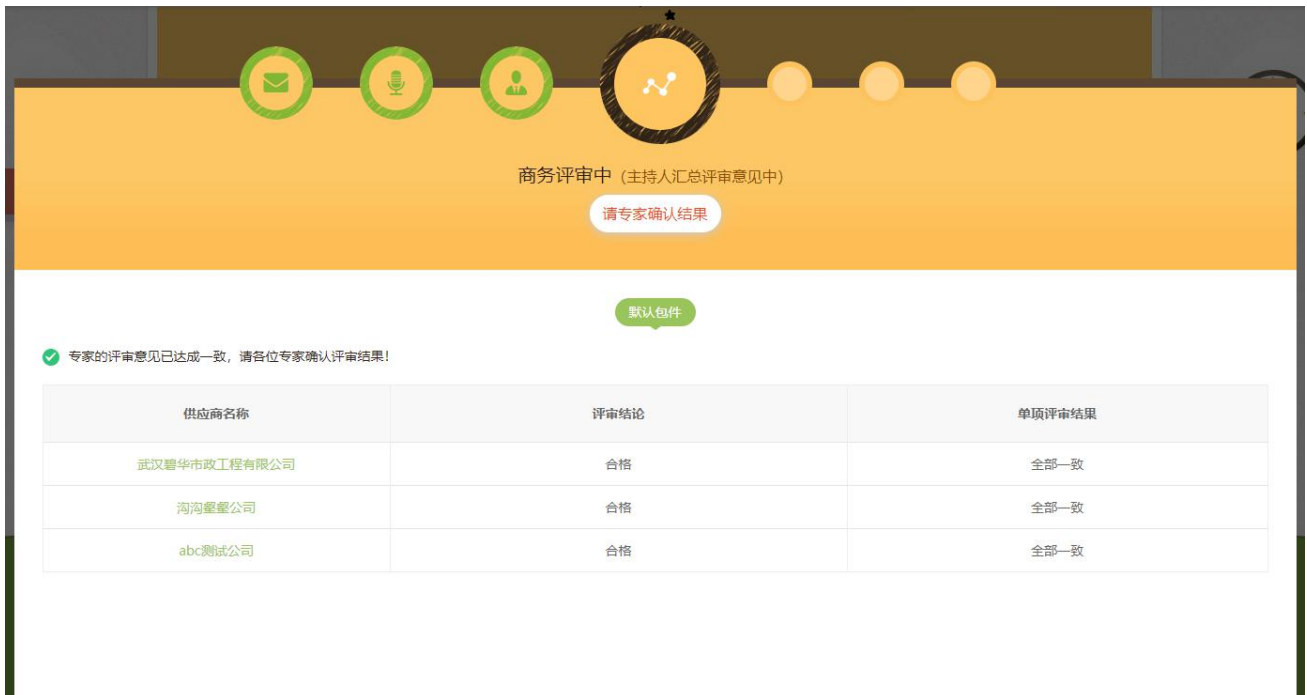 商务评审中（主持人汇总评审意见中）
请专家确认结果
默认包件
专家的评审意见已达成一致，请各位专家确认评审结果！
供应商名称 评审结论 单项评审结果
武汉碧华市政工程有限公司 合格 全部一致
沟沟壑壑公司 合格 全部一致
abc测试公司 合格 全部一致